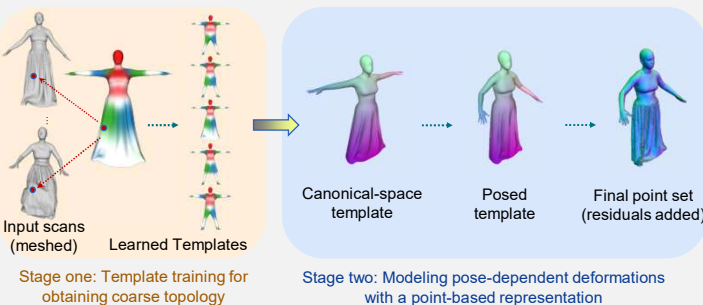 Input scans
(meshed)
Learned Templates
Stage one: Template training for
obtaining coarse topology
Canonical-space
template
Posed
template
Final point set
(residuals added)
Stage two: Modeling pose-dependent deformations
with a point-based representation